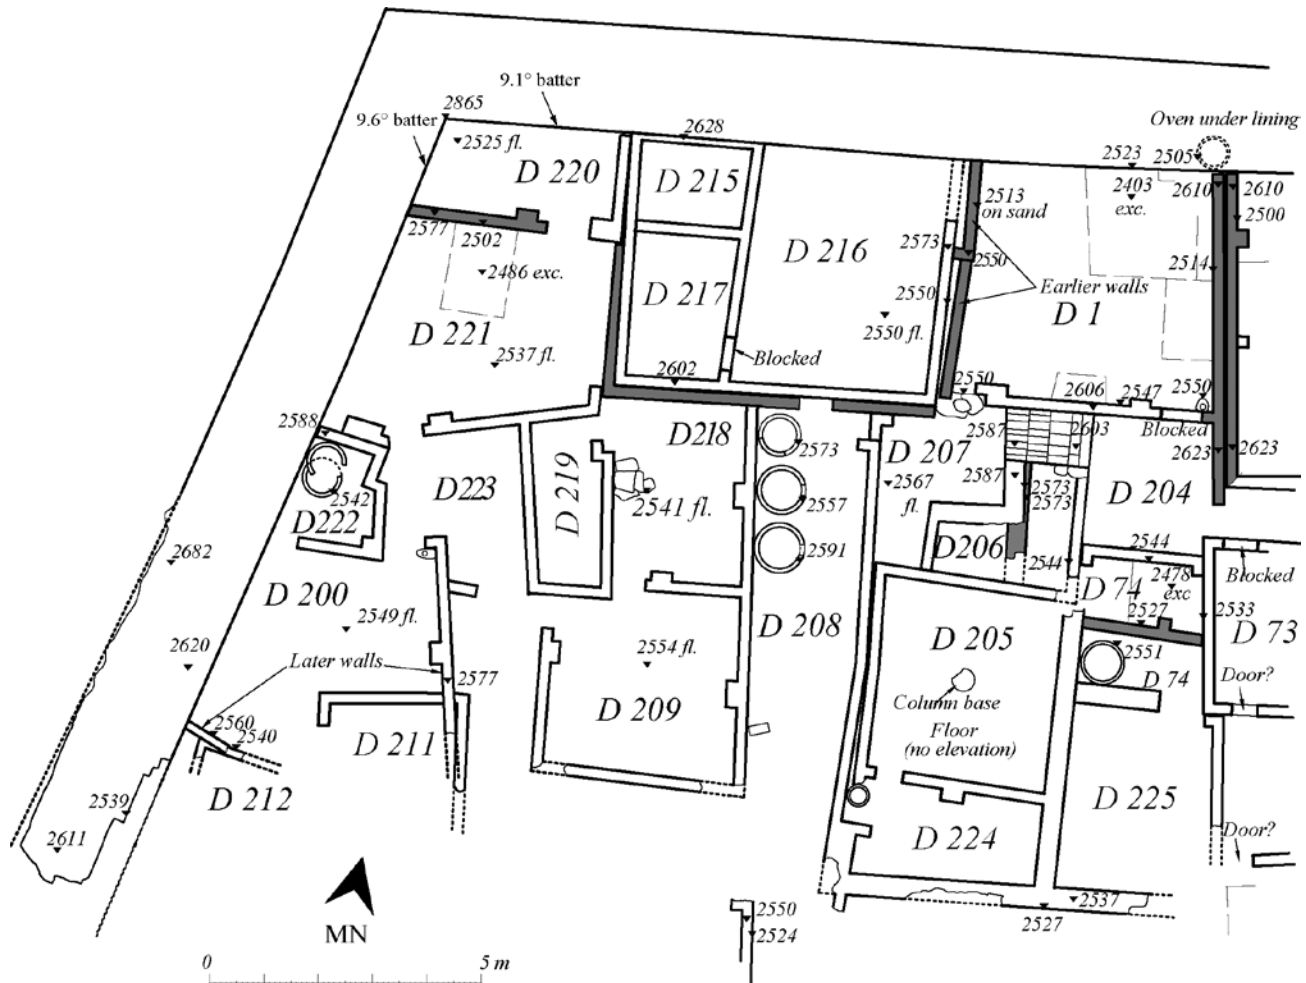 9.1° batter
2865
9.6° batter
2628
Oven under lining
2523
2505
2525 fl.
D 220
D 215
2403
exc.
2610
2610
2513
on sand
2500
2577
2502
2573
2550
D 216
2514
2486 exc.
D 217
2550
Earlier walls
D 221
2550 fl.
D 1
2537 fl.
Blocked
2602
2550
2606
2547
2550
2588
D218
Blocked
2573
D 207
2587
2603
2623
2623
D223
D 219
2542
2541 fl.
2557
2567
fl.
2587
2573
2573
D 204
D222
2591
D206
2682
2544
2544
Blocked
D 74
2478
exc
D 200
2549 fl.
2527
2533
D 208
D 205
D 73
2554 fl.
2551
2620
Later walls
2577
D 74
Door?
Column base
D 209
2560
2540
Floor
(no elevation)
D 211
D 212
D 225
2539
2611
D 224
Door?
MN
2550
2524
2537
2527
0
5 m